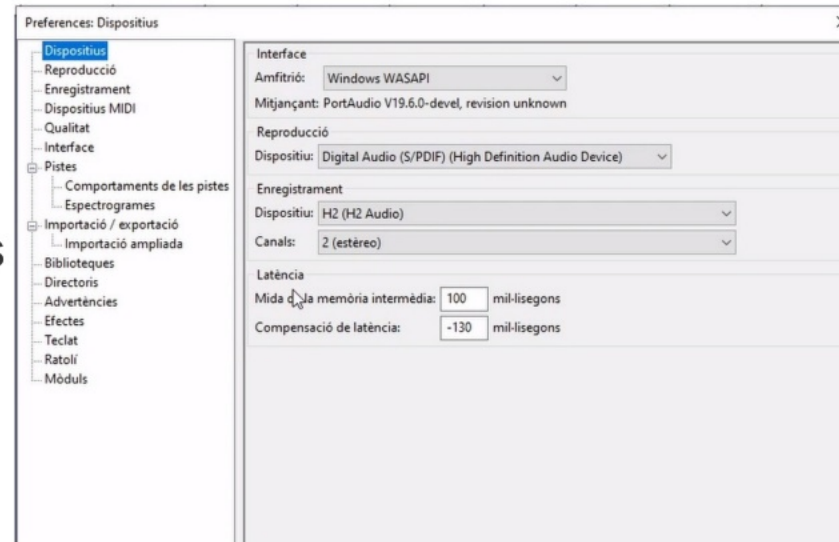 Preferences: Dispositius
Dispositius
Reproducció
Enregistrament
Dispositius MIDI
Qualitat
Interface
Pistes
Comportaments de les pistes
Espectrogrames
Importació / exportació
Importació ampliada
Biblioteques
Directoris
Advertències
Efectes
Teclat
Ratolí
Mòduls
Interface
Amfitrió: Windows WASAPI
Mitjançant: PortAudio V19.6.0-devel, revision unknown
Reproducció
Dispositiu: Digital Audio (S/PDIF) (High Definition Audio Device)
Enregistrament
Dispositiu: H2 (H2 Audio)
Canals: 2 (estèreo)
Latència
Mida de la memòria intermèdia: 100 mil·lisegons
Compensació de latència: -130 mil·lisegons
s